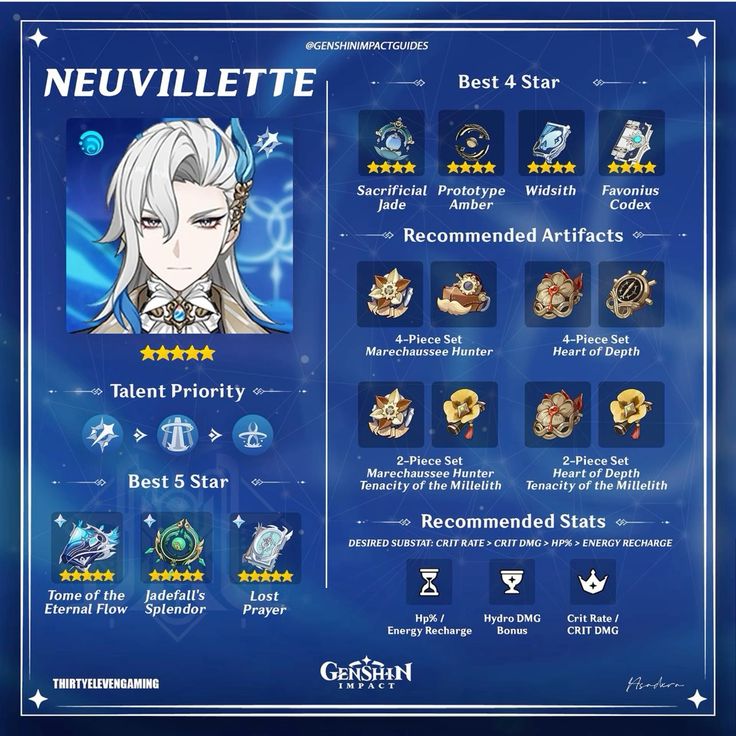 @GENSHINIMPACTGUIDES
NEUVILLETTE
Talent Priority
Best 5 Star
Tome of the
Eternal Flow
Jadefall's
Splendor
Lost
Prayer
Best 4 Star
Sacrificial
Jade
Prototype
Amber
Widsith
Favonius
Codex
Recommended Artifacts
4-Piece Set
Marechaussee Hunter
4-Piece Set
Heart of Depth
2-Piece Set
Marechaussee Hunter
Tenacity of the Millelith
2-Piece Set
Heart of Depth
Tenacity of the Millelith
Recommended Stats
DESIRED SUBSTAT: CRIT RATE > CRIT DMG > HP% > ENERGY RECHARGE
Hp% /
Energy Recharge
Hydro DMG
Bonus
Crit Rate /
CRIT DMG
THIRTYELEVENGAMING
GENSHIN
IMPACT